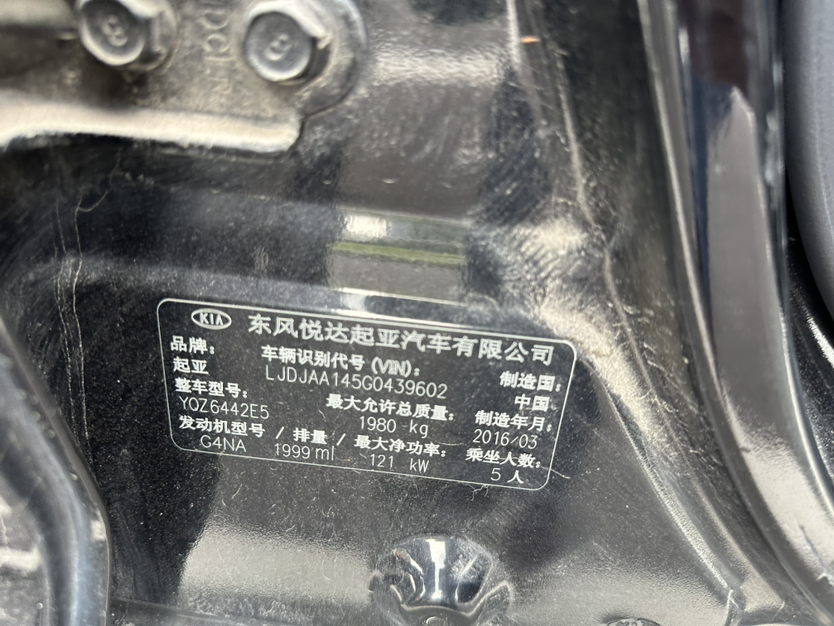 KIA 东风悦达起亚汽车有限公司
品牌: 车辆识别代号 (VIN): 制造国:
起亚 LJDJAA145G0439602 中国
整车型号: 最大允许总质量: 制造年月:
YQZ6442E5 1980 kg 2016/03
发动机型号 / 排量 / 最大净功率: 乘坐人数:
G4NA 1999 ml 121 kW 5 人
8
8